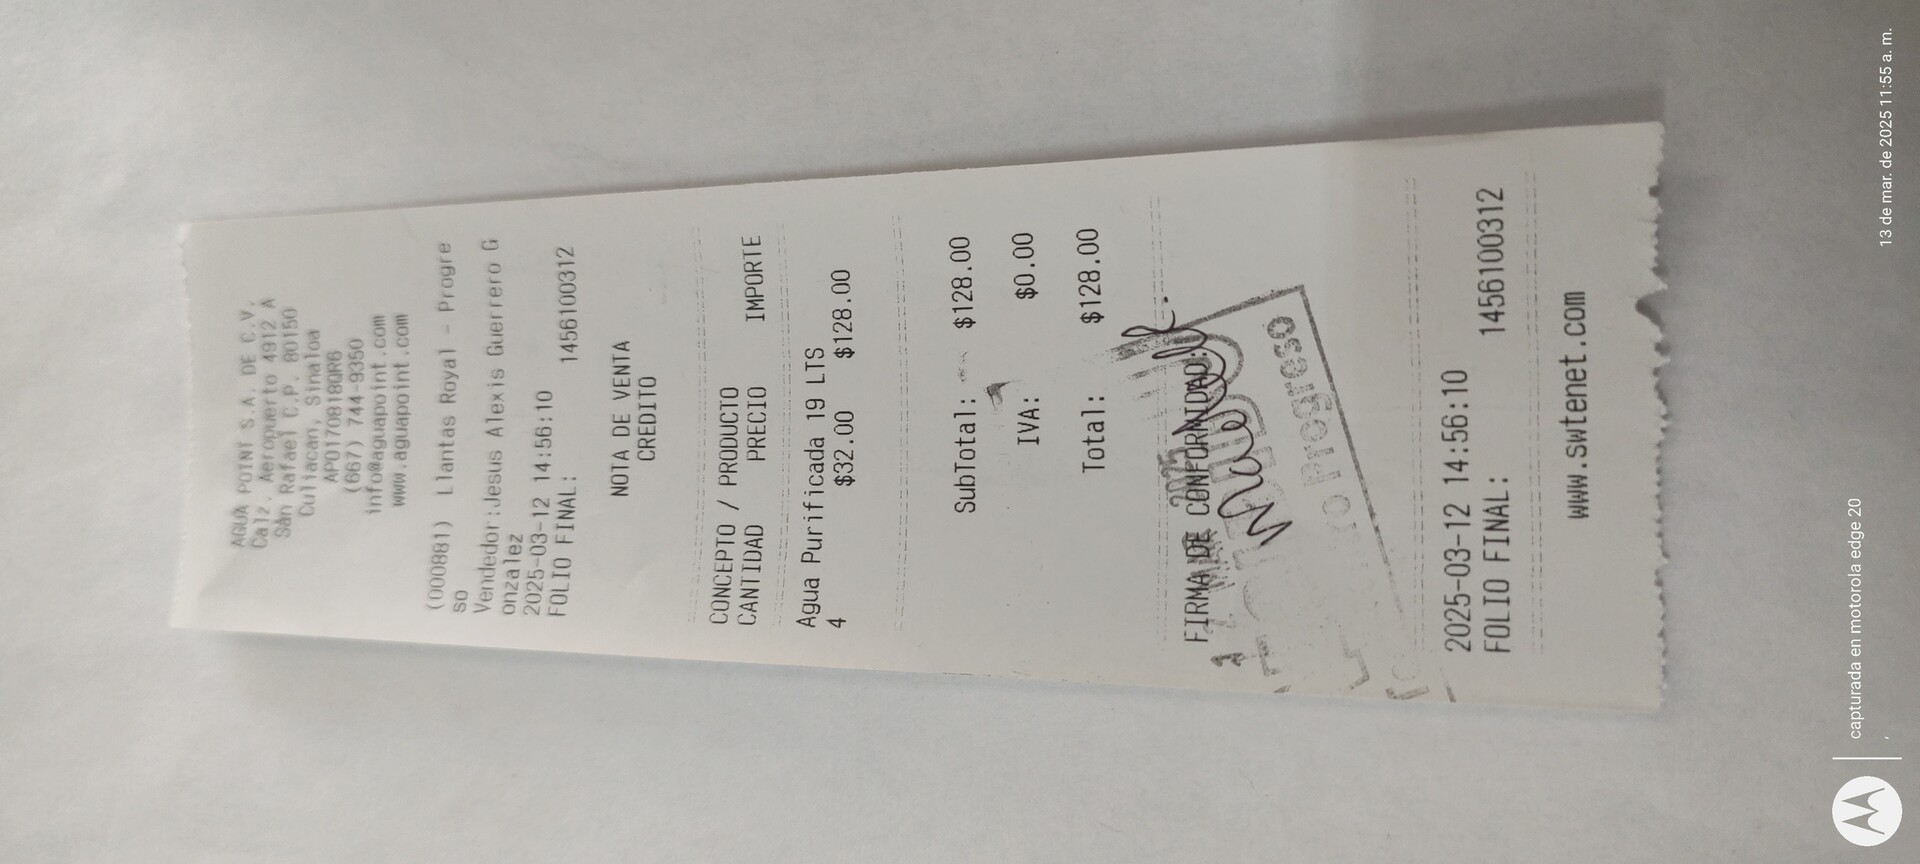 AGUA POINT S.A. DE C.V.
Calz. Aeropuerto 4912 A
San Rafael C.P. 80150
Culiacan, Sinaloa
APO170818QR6
(667) 744-9350
info@aguapoint.com
www.aguapoint.com
(000881) Llantas Royal - Progre
so
Vendedor:Jesus Alexis Guerrero G
onzalez
2025-03-12 14:56:10
FOLIO FINAL: 1456100312
NOTA DE VENTA
CREDITO
CONCEPTO / PRODUCTO
CANTIDAD PRECIO IMPORTE
Agua Purificada 19 LTS
4 $32.00 $128.00
SubTotal: $128.00
IVA: $0.00
Total: $128.00
FIRMA DE CONFORMIDAD:
2025
Progreso
2025-03-12 14:56:10
FOLIO FINAL: 1456100312
www.swtenet.com
capturada en motorola edge 20
13 de mar. de 2025 11:55 a. m.